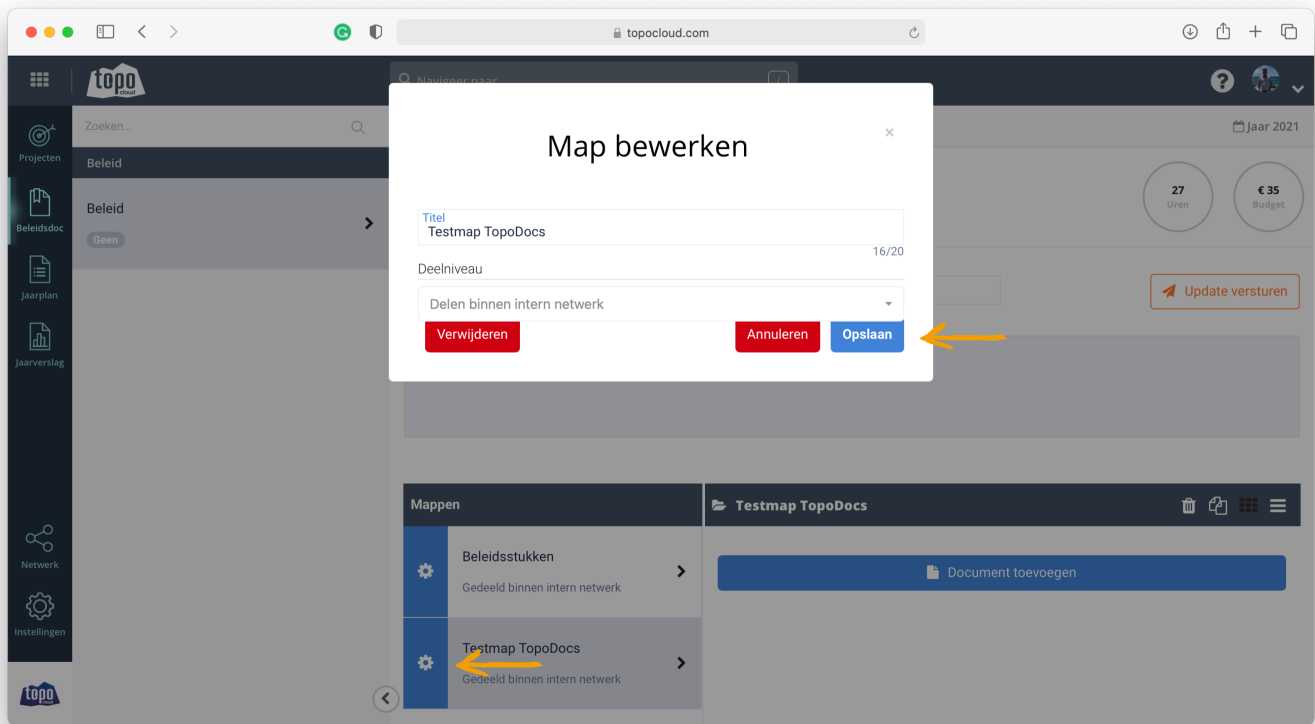 topocloud.com
topo
cloud
Navigeer naar
/
Zoeken...
Jaar 2021
Projecten
Beleid
Beleidsdoc
Beleid
Geen
27
Uren
€ 35
Budget
Map bewerken
×
Titel
Testmap TopoDocs
16/20
Deelniveau
Delen binnen intern netwerk
Verwijderen
Annuleren
Opslaan
Update versturen
Jaarplan
Jaarverslag
Mappen
Testmap TopoDocs
Beleidsstukken
Gedeeld binnen intern netwerk
Document toevoegen
Testmap TopoDocs
Gedeeld binnen intern netwerk
Netwerk
Instellingen
topo
cloud